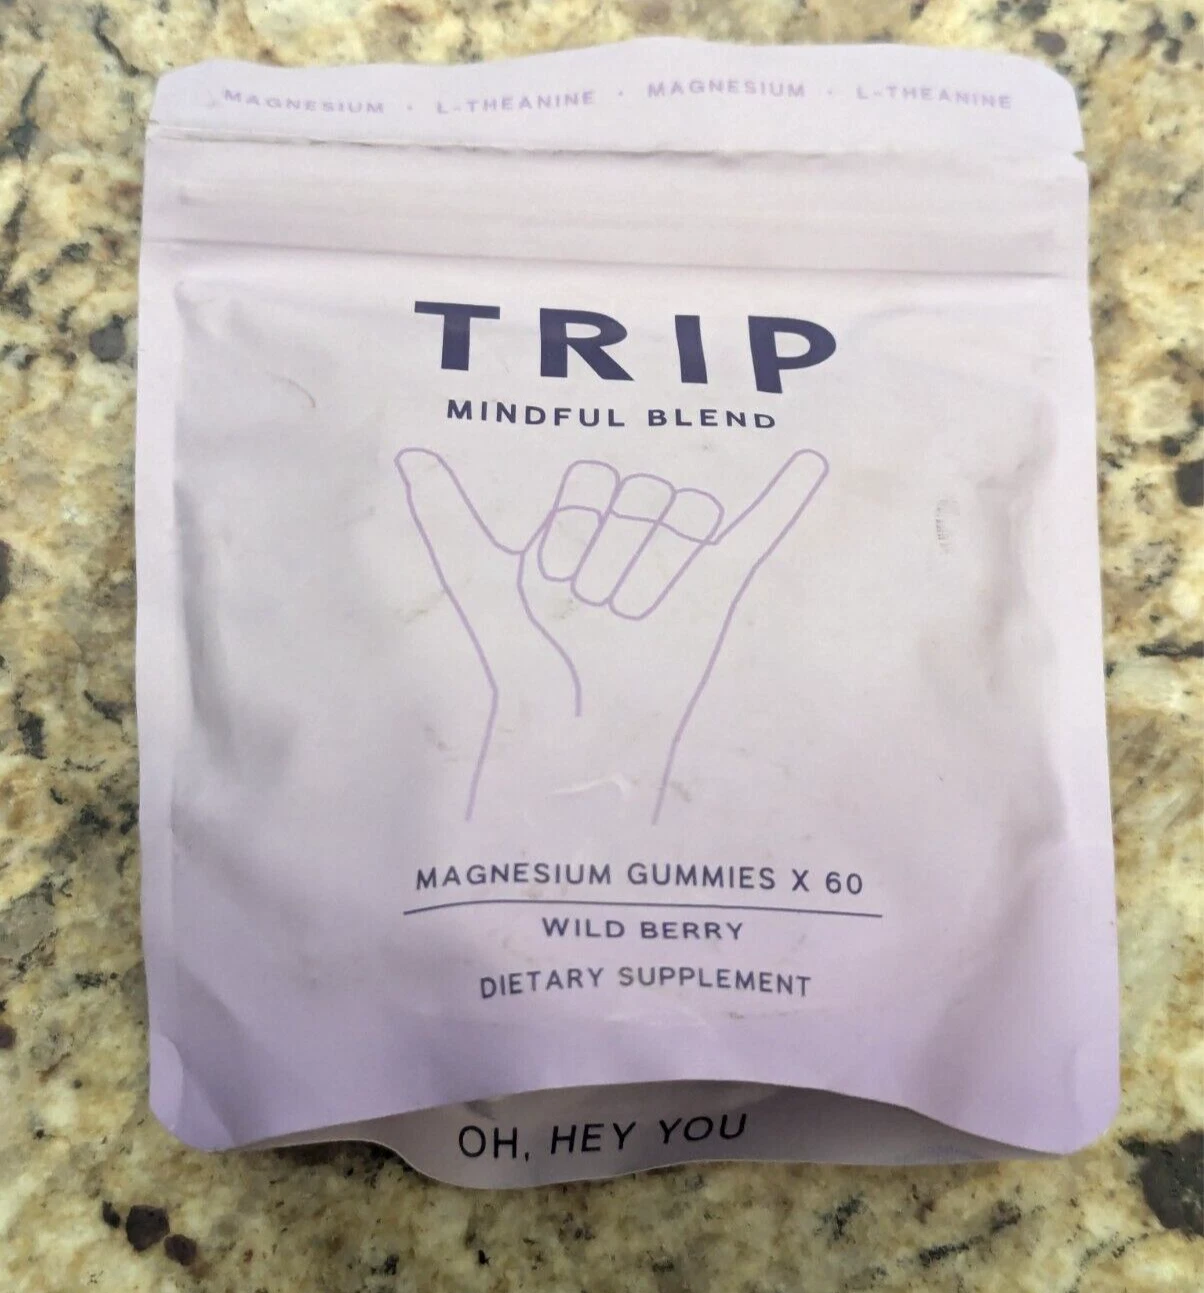 MAGNESIUM · L-THEANINE · MAGNESIUM · L-THEANINE
TRIP
MINDFUL BLEND
MAGNESIUM GUMMIES X 60
WILD BERRY
DIETARY SUPPLEMENT
OH, HEY YOU